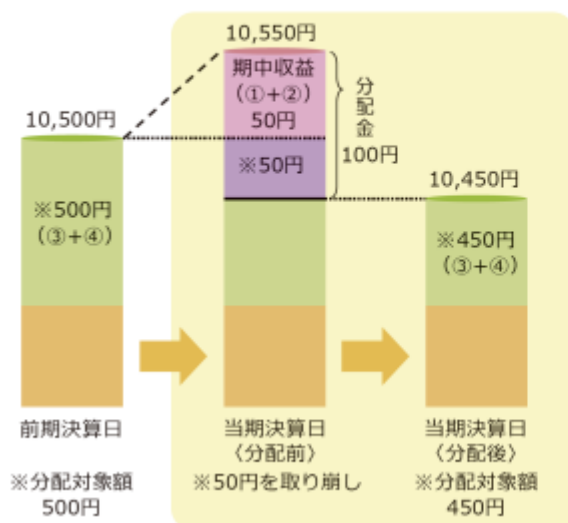 10,550円
期中収益
(①+②)
50円
分配金
100円
10,500円
※50円
10,450円
※500円
(③+④)
※450円
(③+④)
前期決算日
当期決算日
〈分配前〉
当期決算日
〈分配後〉
※分配対象額
500円
※50円を取り崩し
※分配対象額
450円